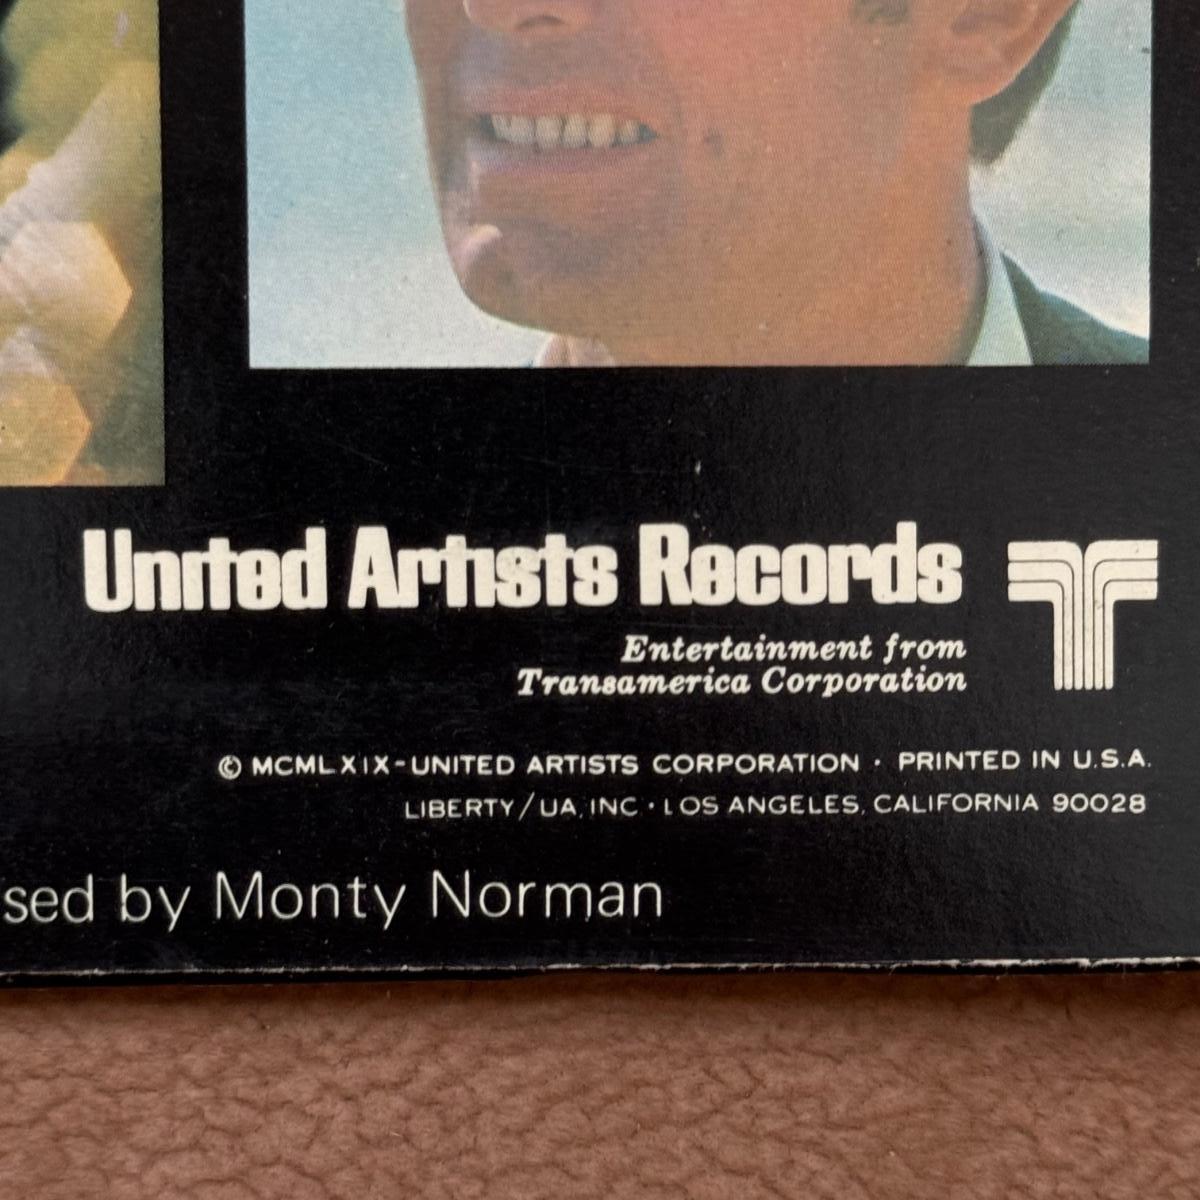 United Artists Records
Entertainment from
Transamerica Corporation
© MCMLXIX-UNITED ARTISTS CORPORATION · PRINTED IN U.S.A.
LIBERTY/UA, INC · LOS ANGELES, CALIFORNIA 90028
sed by Monty Norman